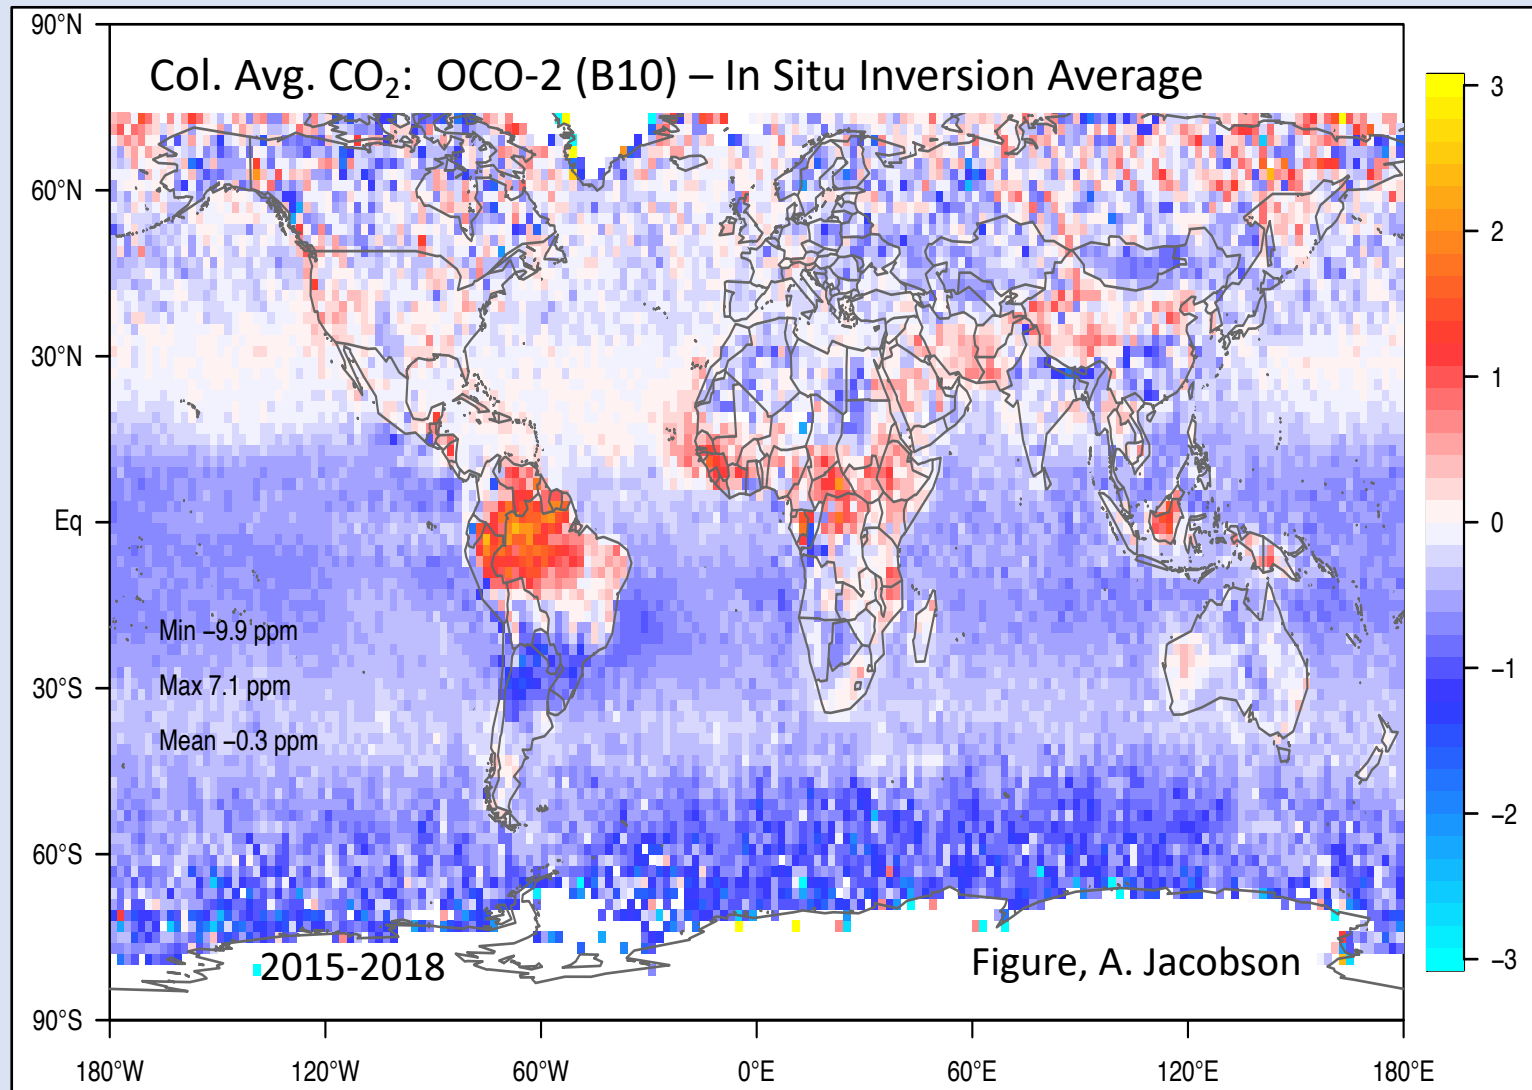 90°N
Col. Avg. CO₂: OCO-2 (B10) – In Situ Inversion Average
3
60°N
2
30°N
1
Eq
0
Min −9.9 ppm
−1
30°S
Max 7.1 ppm
Mean −0.3 ppm
−2
60°S
2015-2018
Figure, A. Jacobson
−3
90°S
180°W 120°W 60°W 0°E 60°E 120°E 180°E